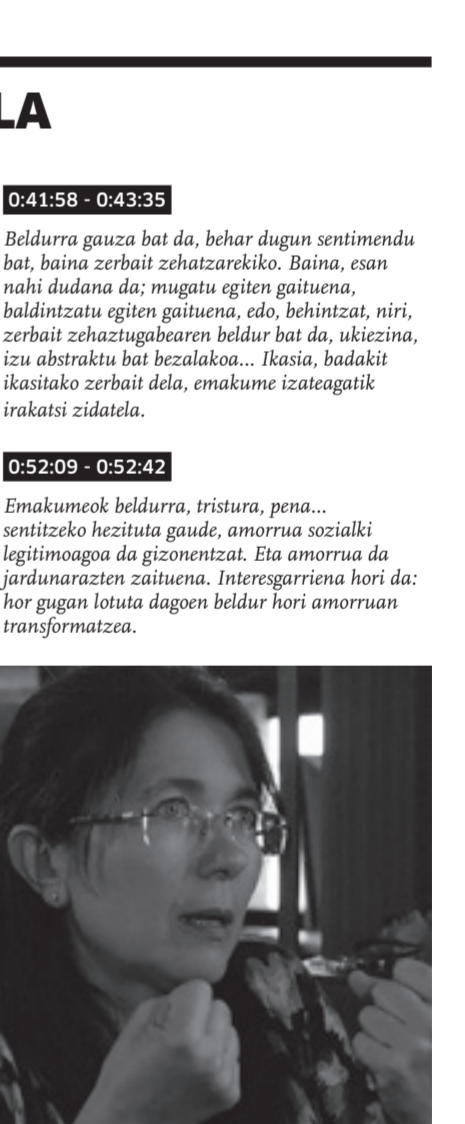 LA
0:41:58 - 0:43:35
Beldurra gauza bat da, behar dugun sentimendu
bat, baina zerbait zehatzarekiko. Baina, esan
nahi dudana da; mugatu egiten gaituena,
baldintzatu egiten gaituena, edo, behintzat, niri,
zerbait zehaztugabearen beldur bat da, ukiezina,
izu abstraktu bat bezalakoa... Ikasia, badakit
ikasitako zerbait dela, emakume izateagatik
irakatsi zidatela.
0:52:09 - 0:52:42
Emakumeok beldurra, tristura, pena...
sentitzeko hezituta gaude, amorrua sozialki
legitimoagoa da gizonentzat. Eta amorrua da
jardunarazten zaituena. Interesgarriena hori da:
hor gugan lotuta dagoen beldur hori amorruan
transformatzea.